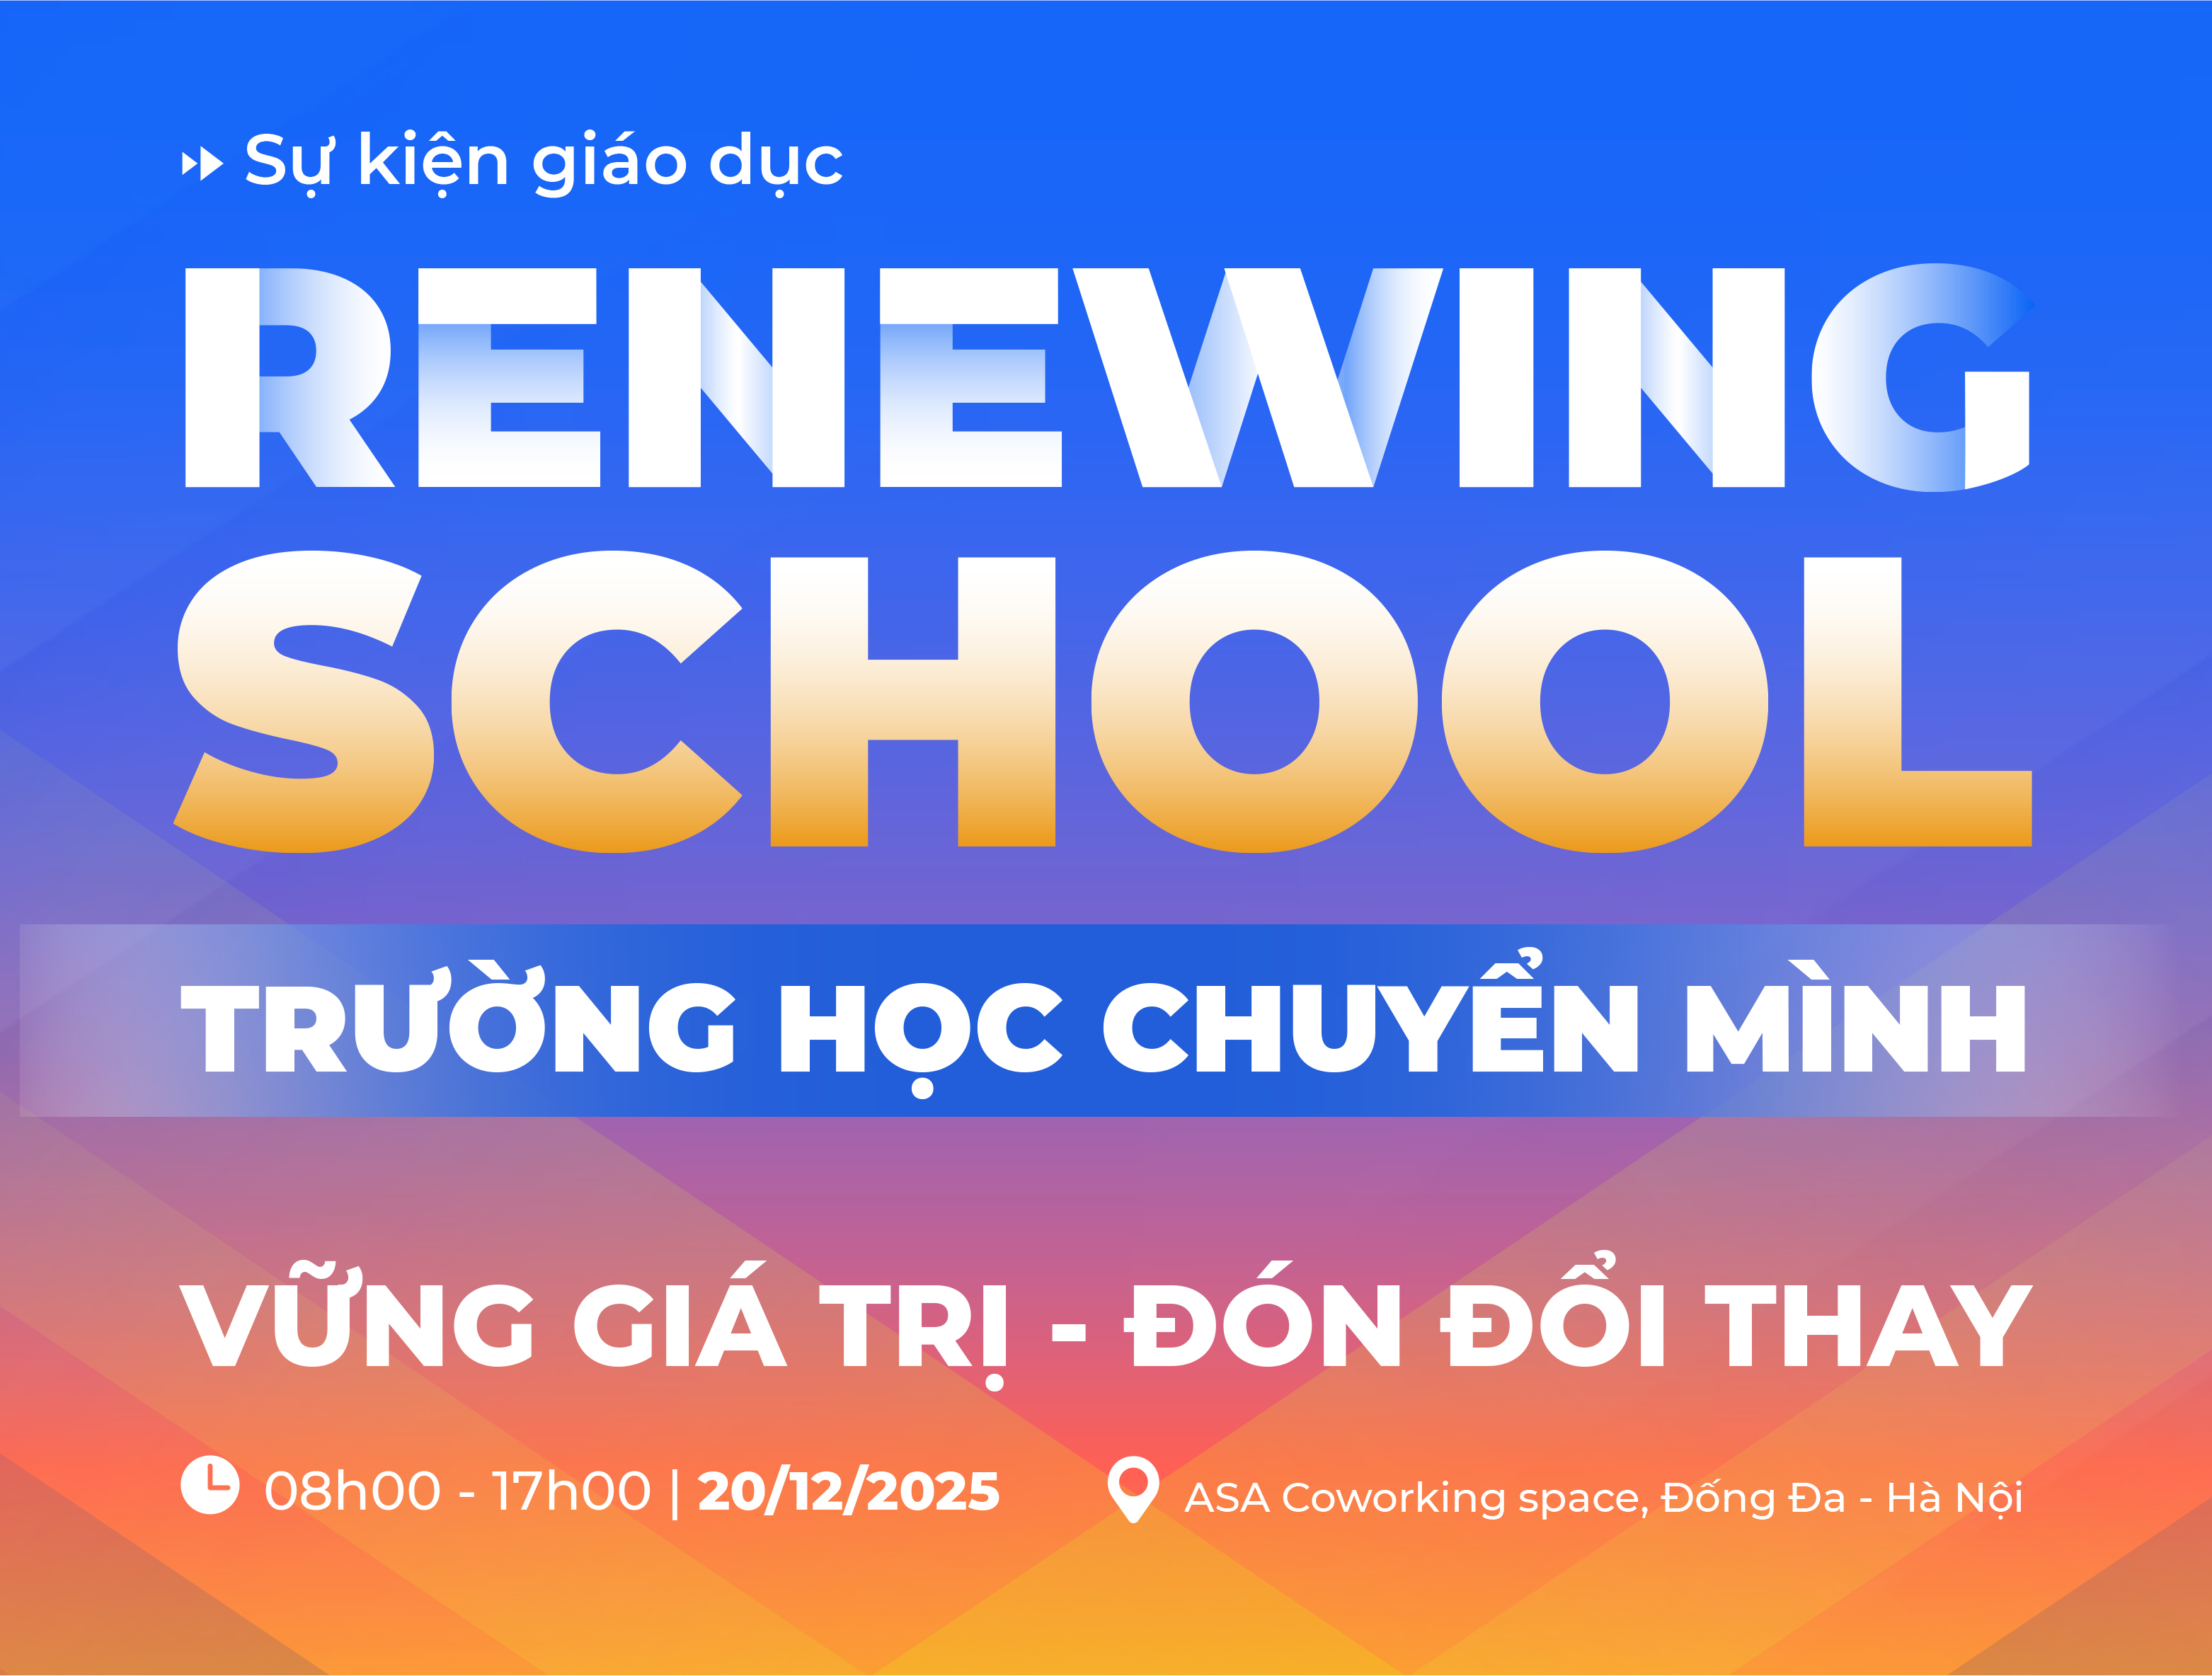 Sự kiện giáo dục
RENEWING
SCHOOL
TRƯỜNG HỌC CHUYỂN MÌNH
VỮNG GIÁ TRỊ - ĐÓN ĐỔI THAY
08h00 - 17h00 | 20/12/2025
ASA Coworking space, Đống Đa - Hà Nội